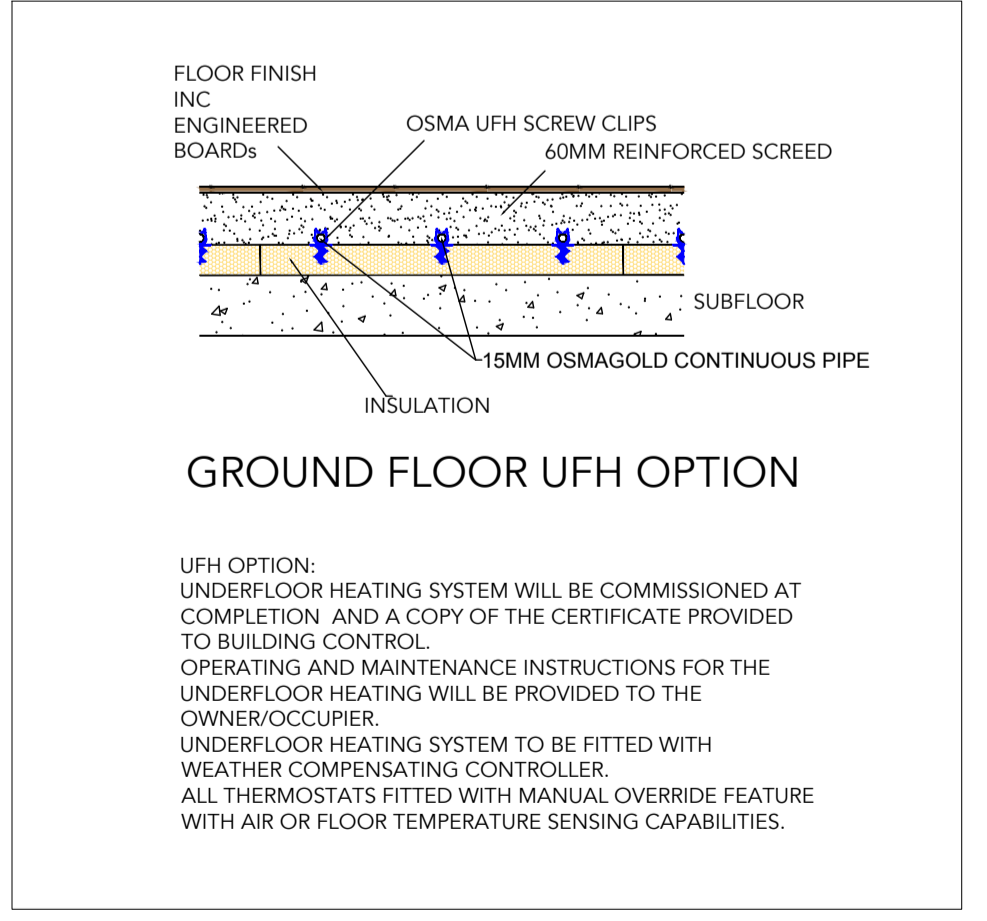 FLOOR FINISH
INC
ENGINEERED
BOARDs
OSMA UFH SCREW CLIPS
60MM REINFORCED SCREED
SUBFLOOR
15MM OSMAGOLD CONTINUOUS PIPE
INSULATION
GROUND FLOOR UFH OPTION
UFH OPTION:
UNDERFLOOR HEATING SYSTEM WILL BE COMMISSIONED AT
COMPLETION AND A COPY OF THE CERTIFICATE PROVIDED
TO BUILDING CONTROL.
OPERATING AND MAINTENANCE INSTRUCTIONS FOR THE
UNDERFLOOR HEATING WILL BE PROVIDED TO THE
OWNER/OCCUPIER.
UNDERFLOOR HEATING SYSTEM TO BE FITTED WITH
WEATHER COMPENSATING CONTROLLER.
ALL THERMOSTATS FITTED WITH MANUAL OVERRIDE FEATURE
WITH AIR OR FLOOR TEMPERATURE SENSING CAPABILITIES.